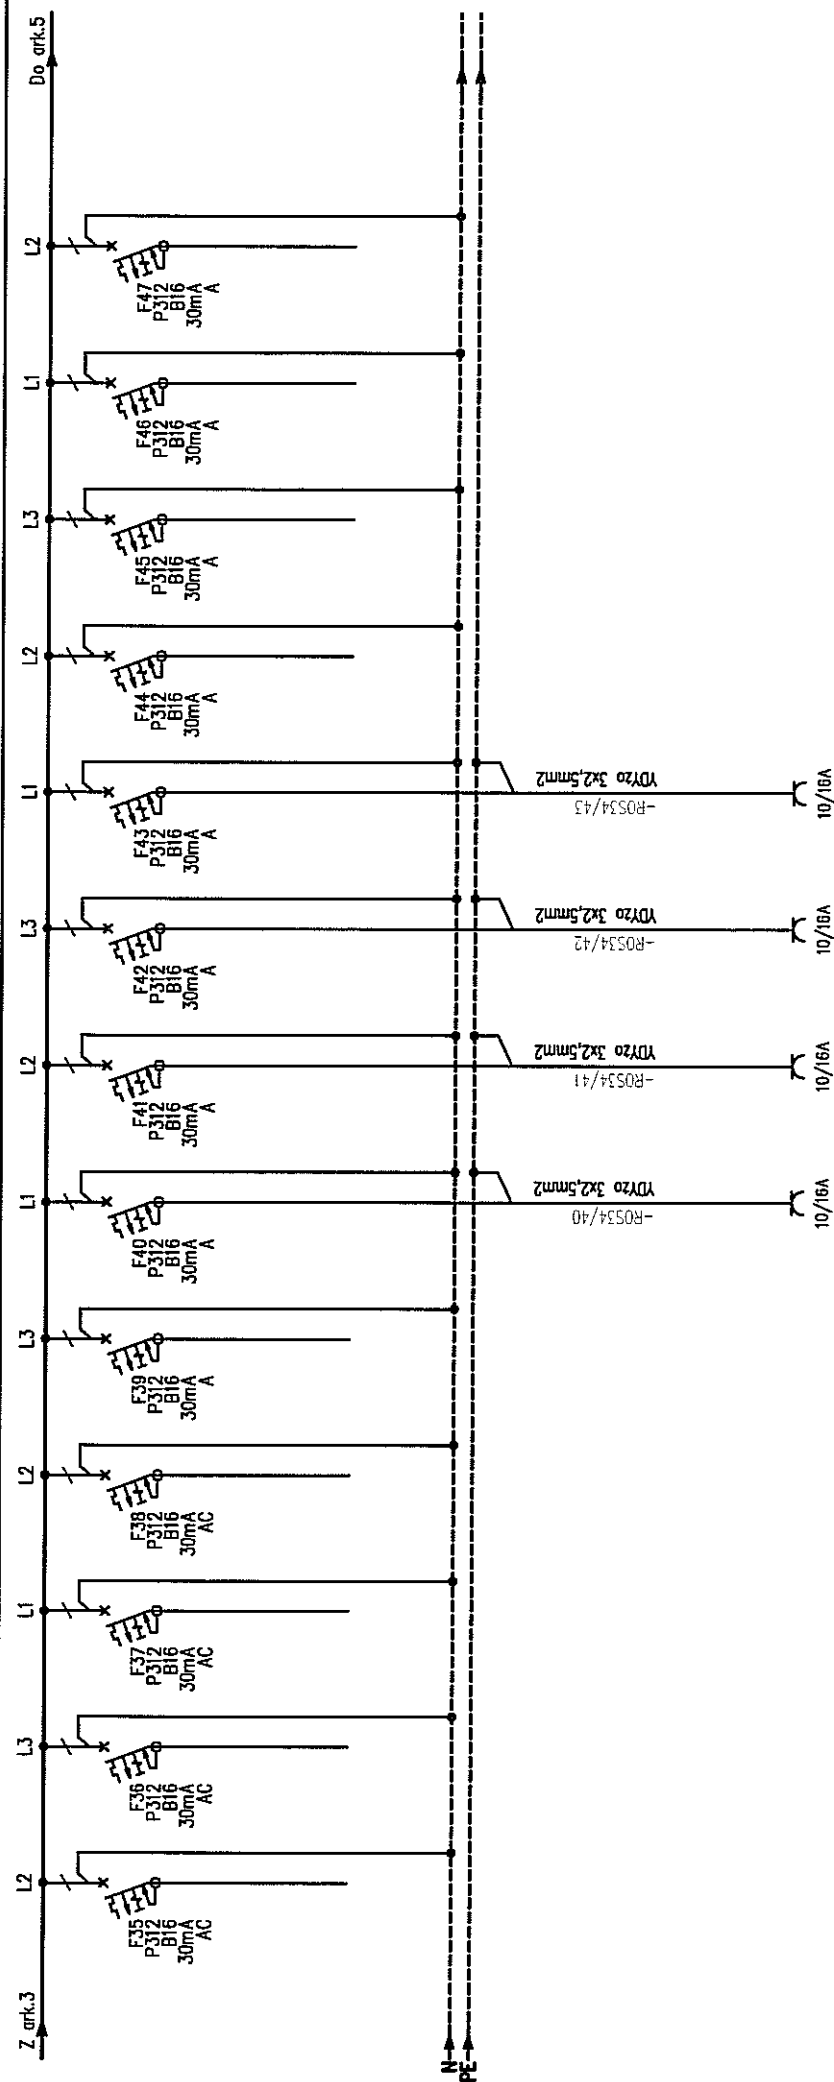 Z ark.3
Do ark.5
L2
F35
P312
B16
30mA
AC
L3
F36
P312
B16
30mA
AC
L1
F37
P312
B16
30mA
AC
L2
F38
P312
B16
30mA
AC
L3
F39
P312
B16
30mA
A
L1
F40
P312
B16
30mA
A
L2
F41
P312
B16
30mA
A
L3
F42
P312
B16
30mA
A
L1
F43
P312
B16
30mA
A
L2
F44
P312
B16
30mA
A
L3
F45
P312
B16
30mA
A
L1
F46
P312
B16
30mA
A
L2
F47
P312
B16
30mA
A
N
PE
-ROS34/40
YDYżo 3x2,5mm2
10/16A
-ROS34/41
YDYżo 3x2,5mm2
10/16A
-ROS34/42
YDYżo 3x2,5mm2
10/16A
-ROS34/43
YDYżo 3x2,5mm2
10/16A